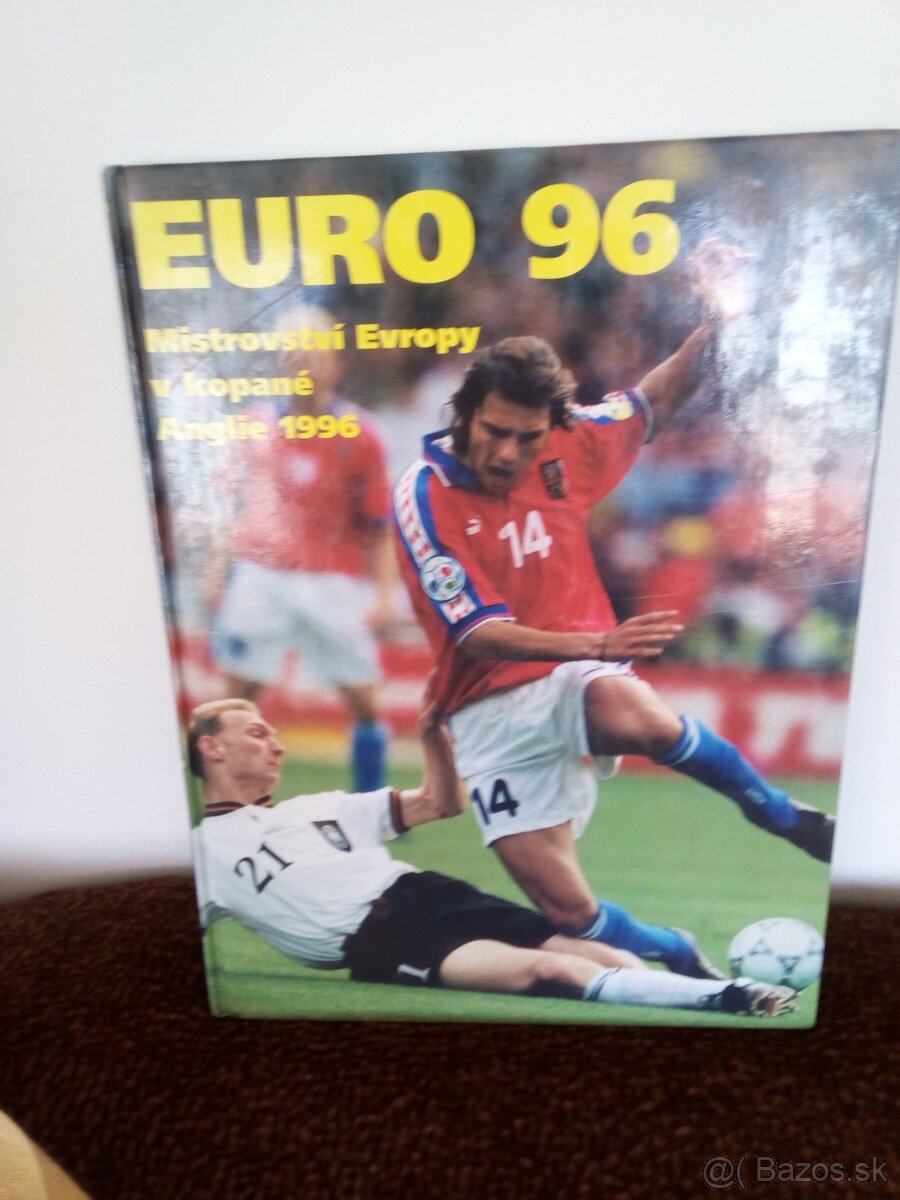 EURO 96
Mistrovství Evropy
v kopané
Anglie 1996
14
14
21
@( Bazos.sk